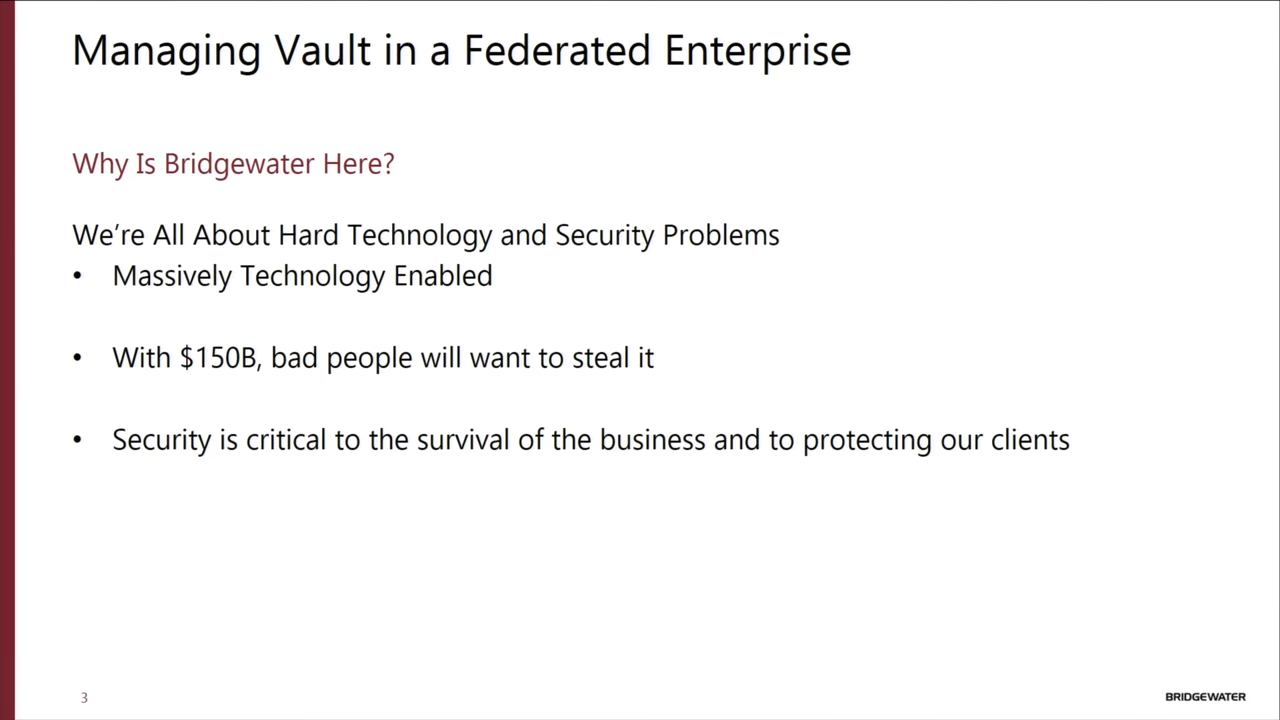 Managing Vault in a Federated Enterprise
Why Is Bridgewater Here?
We’re All About Hard Technology and Security Problems
• Massively Technology Enabled
• With $150B, bad people will want to steal it
• Security is critical to the survival of the business and to protecting our clients
3
BRIDGEWATER